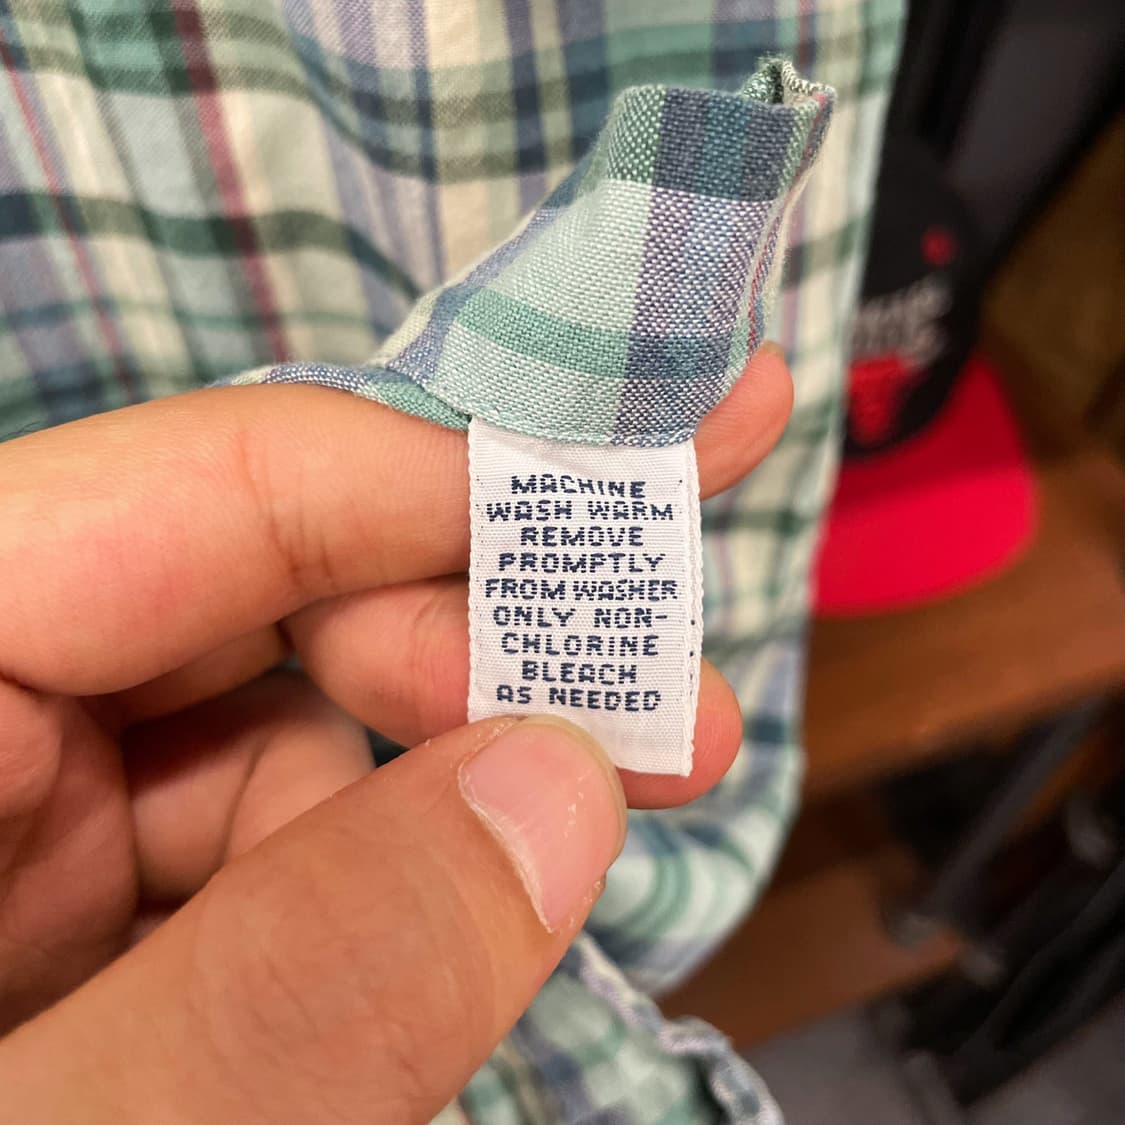 MACHINE
WASH WARM
REMOVE
PROMPTLY
FROM WASHER
ONLY NON-
CHLORINE
BLEACH
AS NEEDED